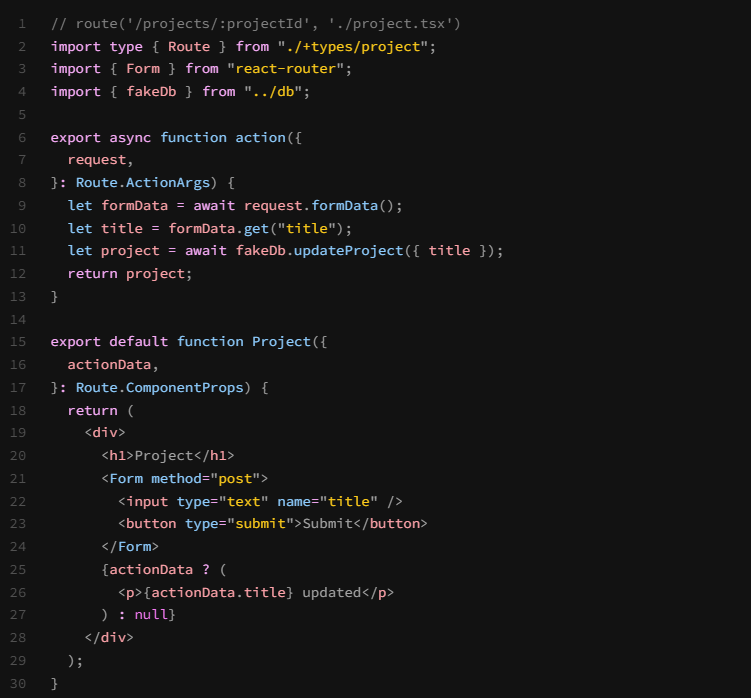 1 // route('/projects/:projectId', './project.tsx')
2 import type { Route } from "./+types/project";
3 import { Form } from "react-router";
4 import { fakeDb } from "../db";
5
6 export async function action({
7   request,
8 }: Route.ActionArgs) {
9   let formData = await request.formData();
10   let title = formData.get("title");
11   let project = await fakeDb.updateProject({ title });
12   return project;
13 }
14
15 export default function Project({
16   actionData,
17 }: Route.ComponentProps) {
18   return (
19     <div>
20       <h1>Project</h1>
21       <Form method="post">
22         <input type="text" name="title" />
23         <button type="submit">Submit</button>
24       </Form>
25       {actionData ? (
26         <p>{actionData.title} updated</p>
27       ) : null}
28     </div>
29   );
30 }